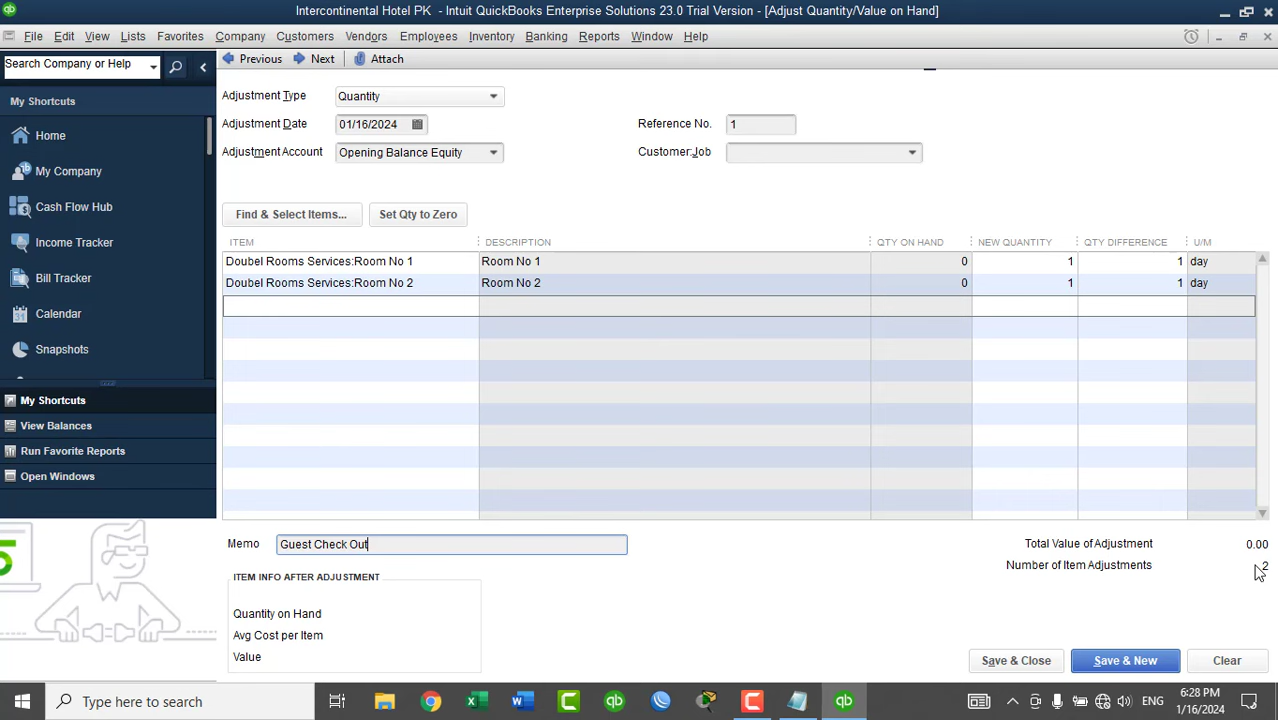 Intercontinental Hotel PK - Intuit QuickBooks Enterprise Solutions 23.0 Trial Version - [Adjust Quantity/Value on Hand]
File Edit View Lists Favorites Company Customers Vendors Employees Inventory Banking Reports Window Help
Search Company or Help
Previous Next Attach
My Shortcuts
Home
My Company
Cash Flow Hub
Income Tracker
Bill Tracker
Calendar
Snapshots
My Shortcuts
View Balances
Run Favorite Reports
Open Windows
5
Adjustment Type Quantity
Adjustment Date 01/16/2024 Reference No. 1
Adjustment Account Opening Balance Equity Customer:Job
Find & Select Items... Set Qty to Zero
ITEM DESCRIPTION QTY ON HAND NEW QUANTITY QTY DIFFERENCE U/M
Doubel Rooms Services:Room No 1 Room No 1 0 1 1 day
Doubel Rooms Services:Room No 2 Room No 2 0 1 1 day
Memo Guest Check Out Total Value of Adjustment 0.00
Number of Item Adjustments 2
ITEM INFO AFTER ADJUSTMENT
Quantity on Hand
Avg Cost per Item
Value
Save & Close Save & New Clear
Type here to search
ENG
6:28 PM
1/16/2024